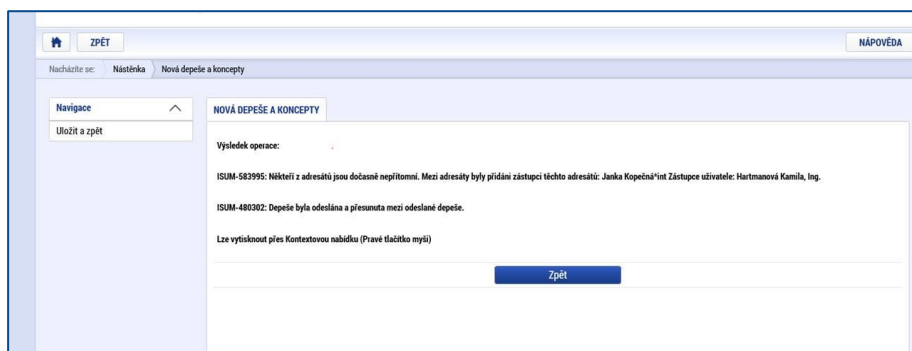 ZPĚT
NÁPOVĚDA
Nacházíte se: Nástěnka Nová depeše a koncepty
Navigace
Uložit a zpět
NOVÁ DEPEŠE A KONCEPTY
Výsledek operace: .
ISUM-583995: Někteří z adresátů jsou dočasně nepřítomní. Mezi adresáty byly přidáni zástupci těchto adresátů: Janka Kopečná*int Zástupce uživatele: Hartmanová Kamila, Ing.
ISUM-480302: Depeše byla odeslána a přesunuta mezi odeslané depeše.
Lze vytisknout přes Kontextovou nabídku (Pravé tlačítko myši)
Zpět